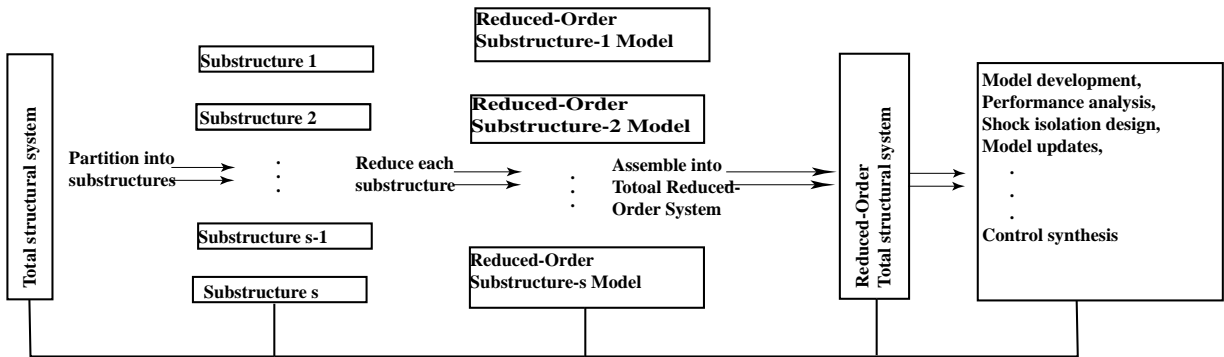 Total structural system
Partition into
substructures
Substructure 1
Substructure 2
.
.
.
Substructure s-1
Substructure s
Reduce each
substructure
Reduced-Order
Substructure-1 Model
Reduced-Order
Substructure-2 Model
.
.
.
Reduced-Order
Substructure-s Model
Assemble into
Totoal Reduced-
Order System
Reduced-Order
Total structural system
Model development,
Performance analysis,
Shock isolation design,
Model updates,
.
.
.
Control synthesis